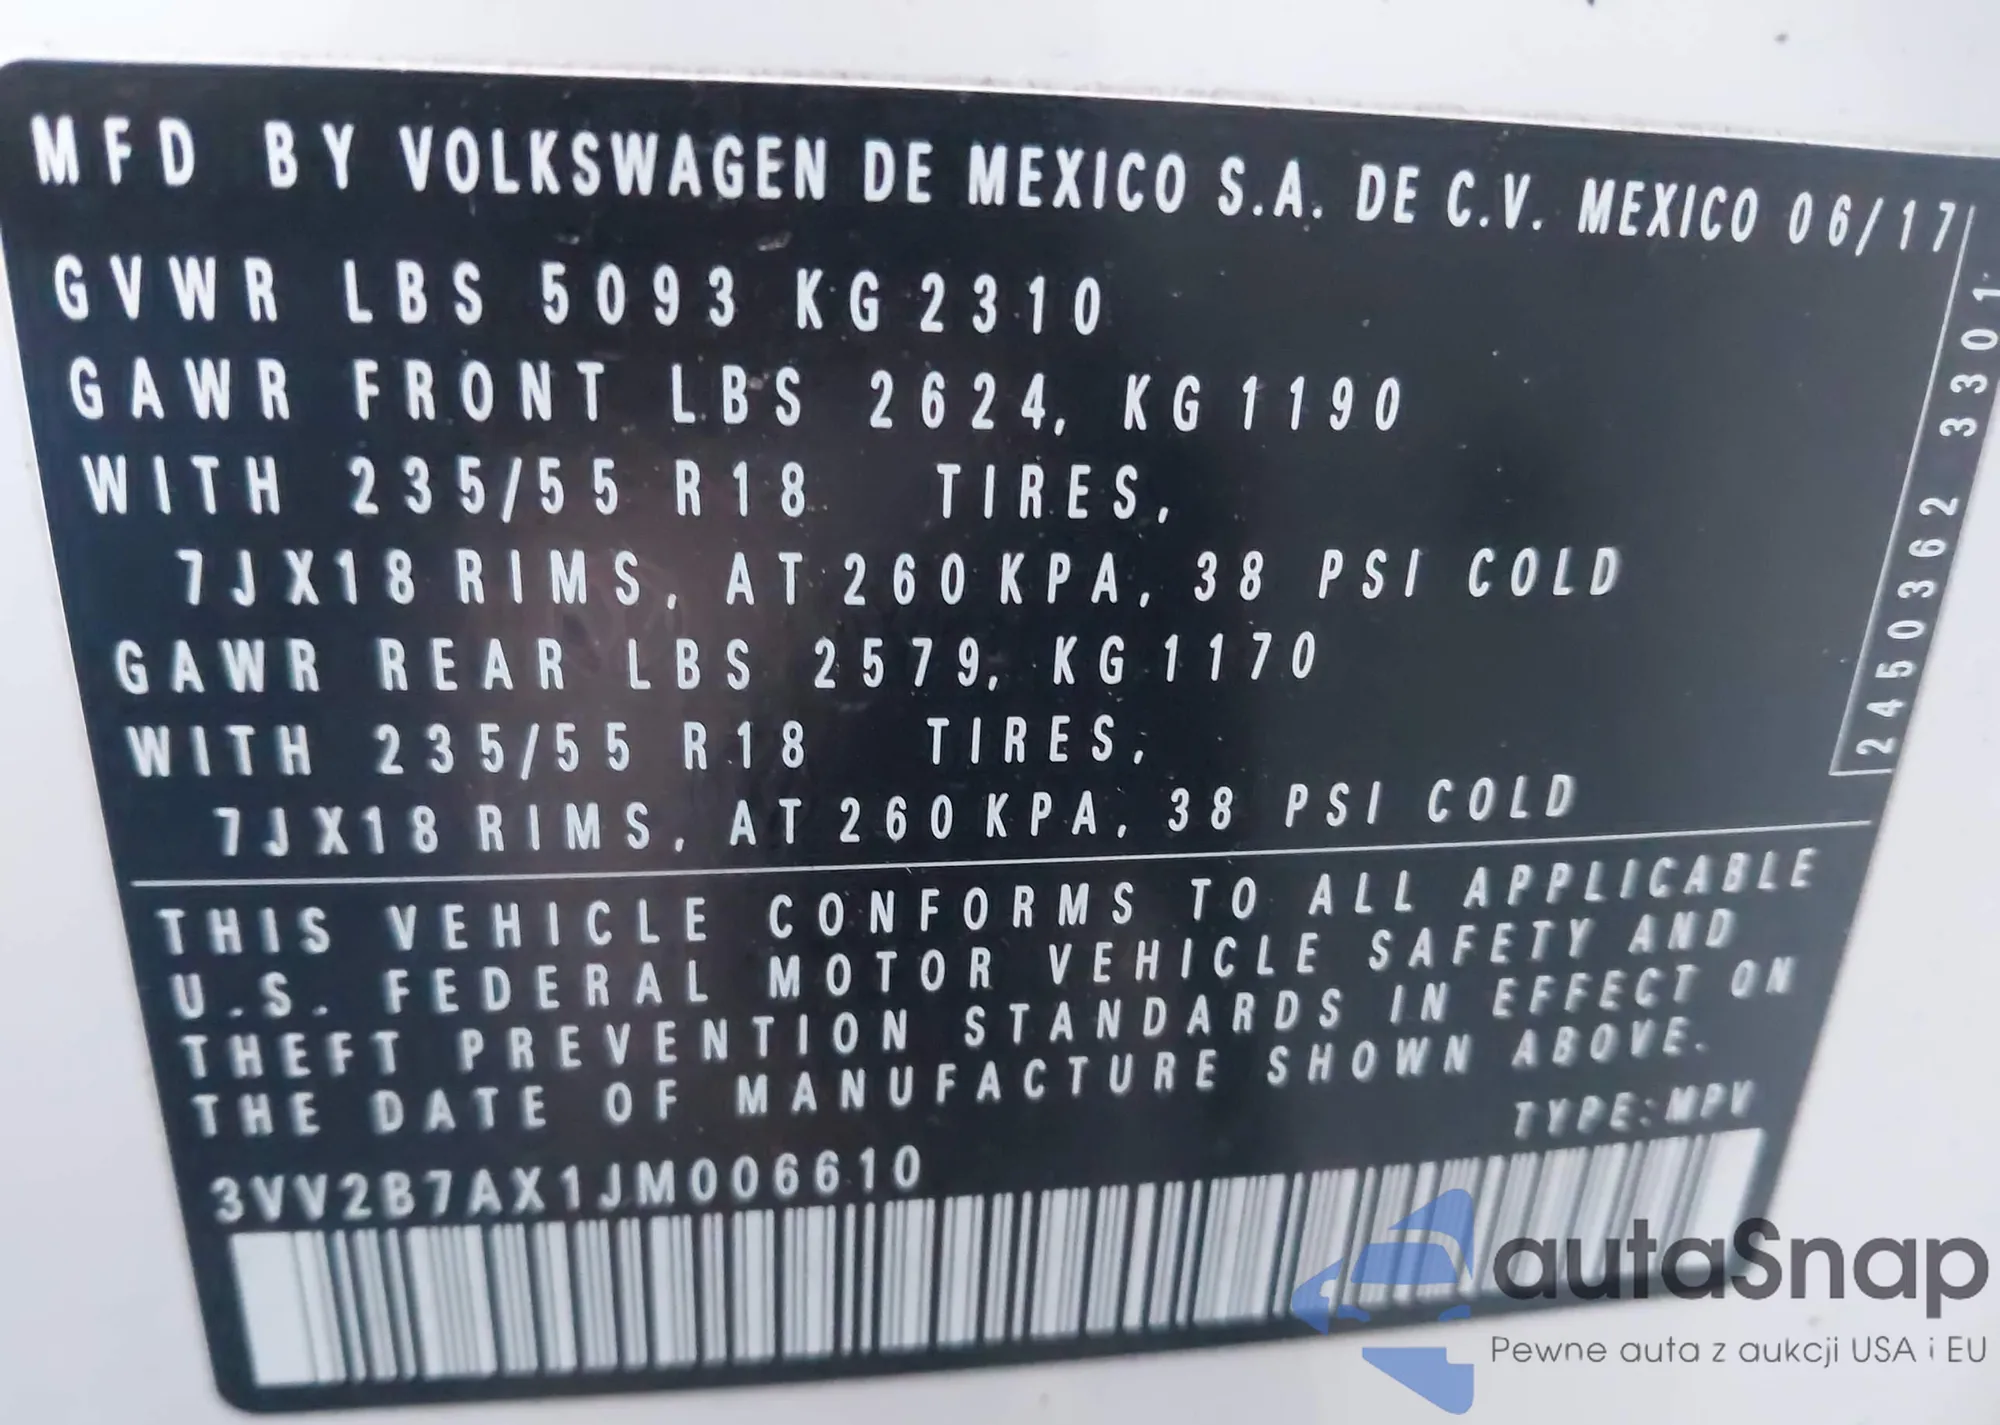 MFD BY VOLKSWAGEN DE MEXICO S.A. DE C.V. MEXICO 06/17
GVWR LBS 5093 KG 2310
GAWR FRONT LBS 2624, KG 1190
WITH 235/55 R18 TIRES,
7JX18 RIMS, AT 260 KPA, 38 PSI COLD
GAWR REAR LBS 2579, KG 1170
WITH 235/55 R18 TIRES,
7JX18 RIMS, AT 260 KPA, 38 PSI COLD
2450362 3301
THIS VEHICLE CONFORMS TO ALL APPLICABLE
U.S. FEDERAL MOTOR VEHICLE SAFETY AND
THEFT PREVENTION STANDARDS IN EFFECT ON
THE DATE OF MANUFACTURE SHOWN ABOVE.
TYPE:MPV
3VV2B7AX1JM006610
autaSnap
Pewne auta z aukcji USA i EU